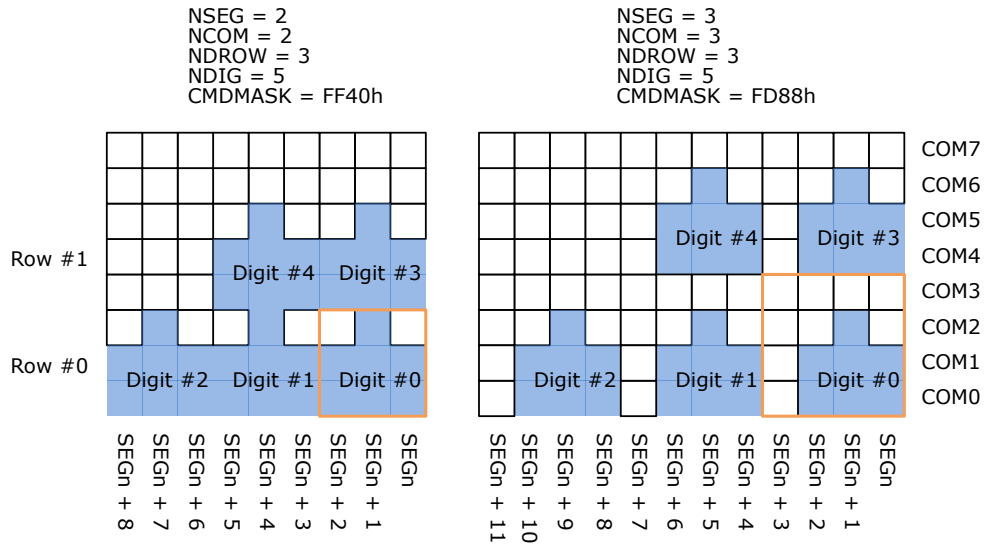 NSEG = 2
NCOM = 2
NDROW = 3
NDIG = 5
CMDMASK = FF40h
NSEG = 3
NCOM = 3
NDROW = 3
NDIG = 5
CMDMASK = FD88h
COM7
COM6
COM5
COM4
COM3
COM2
COM1
COM0
Row #1
Row #0
Digit #4
Digit #3
Digit #2
Digit #1
Digit #0
Digit #4
Digit #3
Digit #2
Digit #1
Digit #0
SEGn + 8
SEGn + 7
SEGn + 6
SEGn + 5
SEGn + 4
SEGn + 3
SEGn + 2
SEGn + 1
SEGn
SEGn + 11
SEGn + 10
SEGn + 9
SEGn + 8
SEGn + 7
SEGn + 6
SEGn + 5
SEGn + 4
SEGn + 3
SEGn + 2
SEGn + 1
SEGn